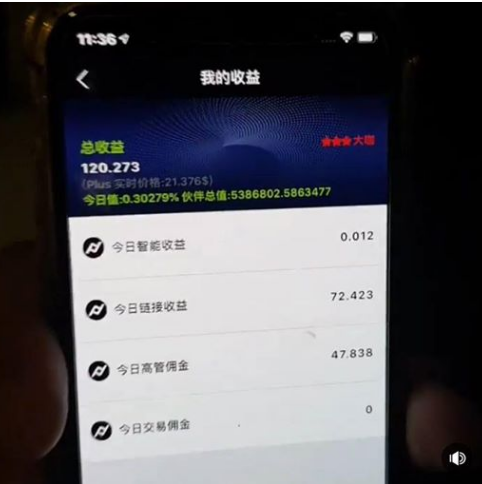 11:36
我的收益
总收益
★★★大咖
120.273
(Plus 实时价格:21.376$)
今日值:0.30279% 伙伴总值:5386802.5863477
今日智能收益 0.012
今日链接收益 72.423
今日高管佣金 47.838
今日交易佣金 0